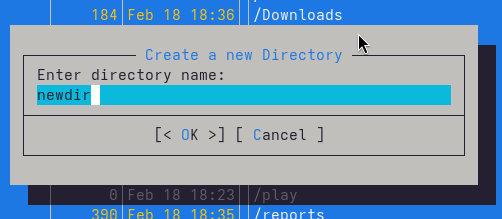 184 Feb 18 18:36 /Downloads
Create a new Directory
Enter directory name:
newdir
[< OK >] [ Cancel ]
0 Feb 18 18:23 /play
390 Feb 18 18:35 /reports